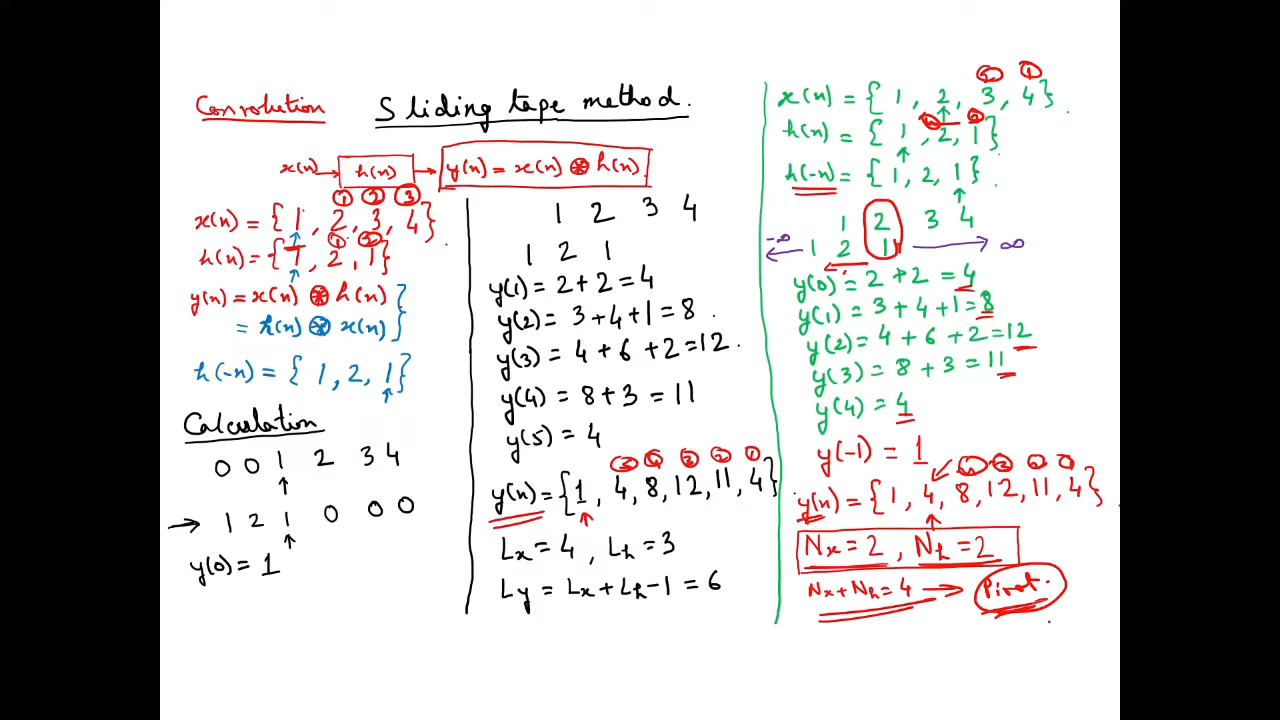 Convolution
Sliding tape method.
x(n) → h(n) → y(n) = x(n) ⊛ h(n)
① ② ③
x(n) = { 1, 2, 3, 4 }
① ②
h(n) = { 1, 2, 1 }
y(n) = x(n) ⊛ h(n)
= h(n) ⊛ x(n)
h(-n) = { 1, 2, 1 }
↑
Calculation
0 0 1 2 3 4
↑
→ 1 2 1 0 0 0
↑
y(0) = 1
1 2 3 4
1 2 1
y(1) = 2 + 2 = 4
y(2) = 3 + 4 + 1 = 8
y(3) = 4 + 6 + 2 = 12
y(4) = 8 + 3 = 11
y(5) = 4
y(n) = { 1, 4, 8, 12, 11, 4 }
↑
Lx = 4, Lh = 3
Ly = Lx + Lh - 1 = 6
x(n) = { 1, 2, 3, 4 }
↑
h(n) = { 1, 2, 1 }
↑
h(-n) = { 1, 2, 1 }
↑
1 2 3 4
-∞ ← 1 2 1 → ∞
y(0) = 2 + 2 = 4
y(1) = 3 + 4 + 1 = 8
y(2) = 4 + 6 + 2 = 12
y(3) = 8 + 3 = 11
y(4) = 4
y(-1) = 1
y(n) = { 1, 4, 8, 12, 11, 4 }
↑
Nx = 2, Nh = 2
Nx + Nh = 4 → Pivot.